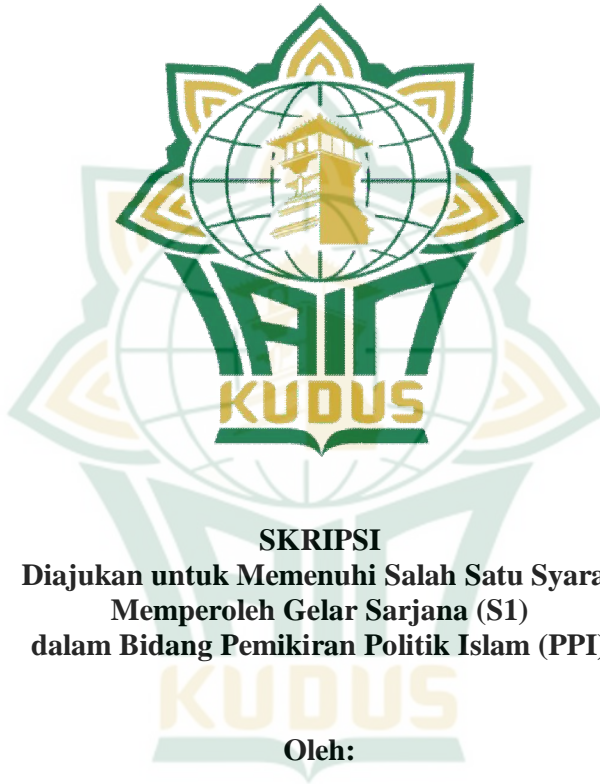 IAIN
KUDUS
SKRIPSI
Diajukan untuk Memenuhi Salah Satu Syara
Memperoleh Gelar Sarjana (S1)
dalam Bidang Pemikiran Politik Islam (PPI)
KUDUS
Oleh: